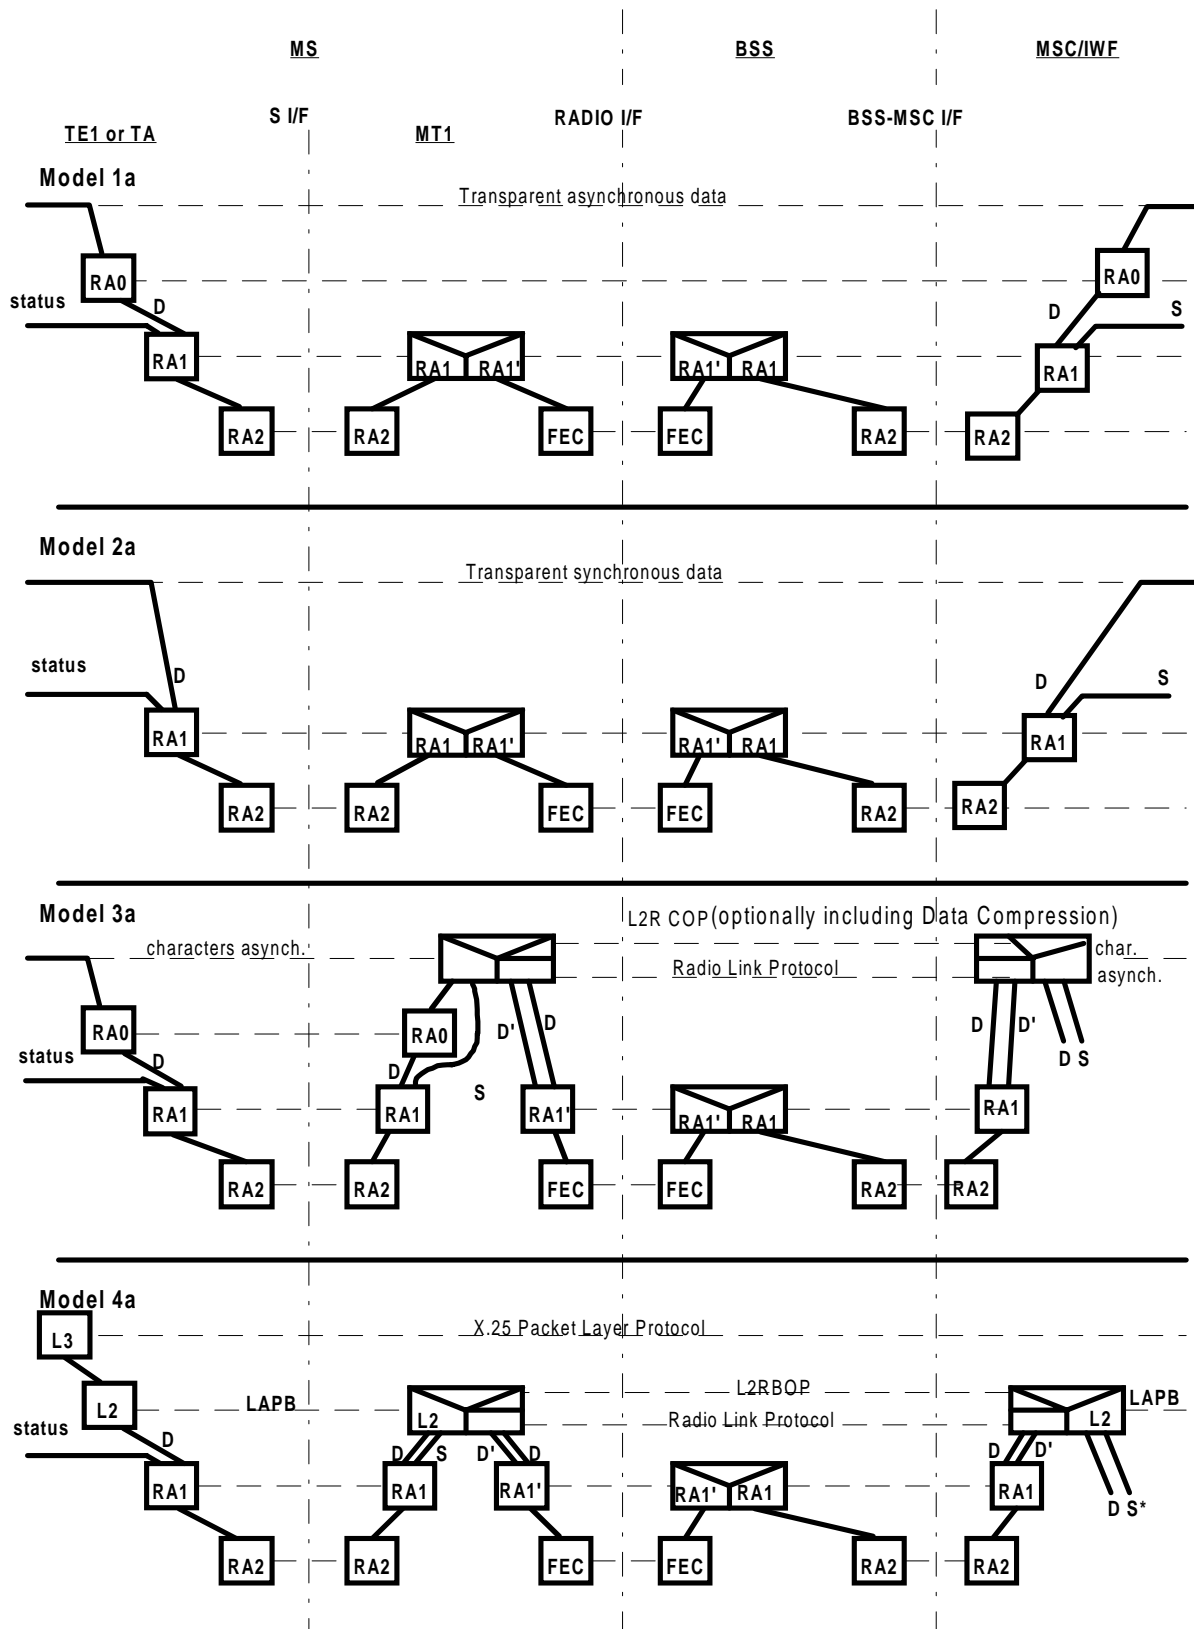 MS BSS MSC/IWF
S I/F RADIO I/F BSS-MSC I/F
TE1 or TA MT1
Model 1a
Transparent asynchronous data
RA0 RA0
status D D S
RA1 RA1 RA1' RA1' RA1 RA1
RA2 RA2 FEC FEC RA2 RA2
Model 2a
Transparent synchronous data
status D D S
RA1 RA1 RA1' RA1' RA1 RA1
RA2 RA2 FEC FEC RA2 RA2
Model 3a
L2R COP(optionally including Data Compression)
characters asynch. char.
Radio Link Protocol asynch.
RA0 RA0 D' D D D'
status D D S D S
RA1 RA1 RA1' RA1' RA1 RA1
RA2 RA2 FEC FEC RA2 RA2
Model 4a
L3 X.25 Packet Layer Protocol
L2RBOP
L2 LAPB L2 Radio Link Protocol L2 LAPB
status D D S D' D D D'
RA1 RA1 RA1' RA1' RA1 RA1 D S*
RA2 RA2 FEC FEC RA2 RA2